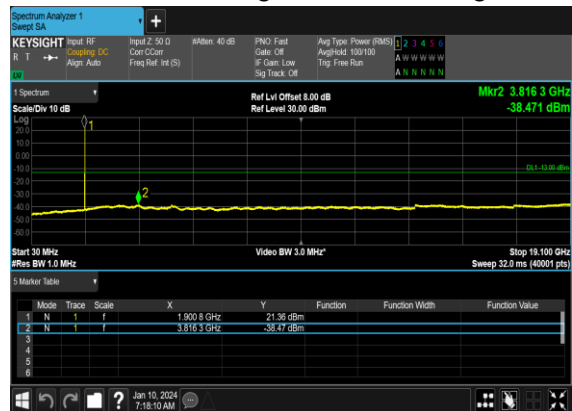 Spectrum Analyzer 1
Swept SA
+
KEYSIGHT Input: RF Input Z: 50 Ω #Atten: 40 dB PNO: Fast Avg Type: Power (RMS) 1 2 3 4 5 6
R T Coupling: DC Corr CCorr Gate: Off Avg|Hold: 100/100 A W W W W W
Align: Auto Freq Ref: Int (S) IF Gain: Low Trig: Free Run
LW Sig Track: Off A N N N N N
1 Spectrum Ref Lvl Offset 8.00 dB Mkr2 3.816 3 GHz
Scale/Div 10 dB Ref Level 30.00 dBm -38.471 dBm
Log
1
20.0
10.0
0.00
-10.0
DL1 -13.00 dBm
-20.0
-30.0
2
-40.0
-50.0
-60.0
Start 30 MHz Video BW 3.0 MHz* Stop 19.100 GHz
#Res BW 1.0 MHz Sweep 32.0 ms (40001 pts)
5 Marker Table
Mode Trace Scale X Y Function Function Width Function Value
1 N 1 f 1.900 8 GHz 21.36 dBm
2 N 1 f 3.816 3 GHz -38.47 dBm
3
4
5
6
? Jan 10, 2024
7:18:10 AM